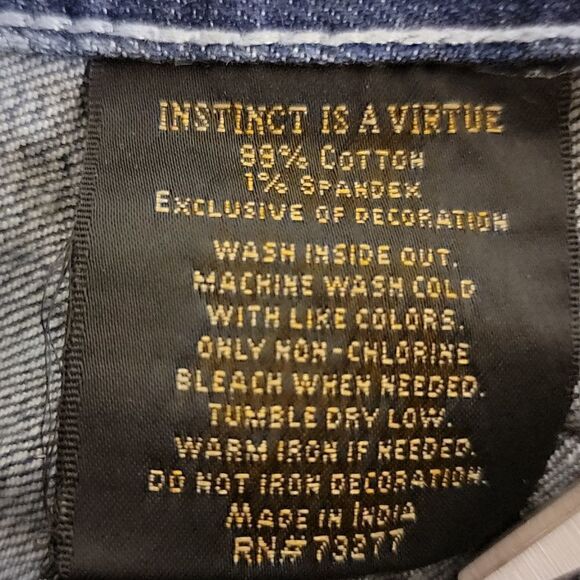 INSTINCT IS A VIRTUE
99% COTTON
1% SPANDEX
EXCLUSIVE OF DECORATION
WASH INSIDE OUT.
MACHINE WASH COLD
WITH LIKE COLORS.
ONLY NON-CHLORINE
BLEACH WHEN NEEDED.
TUMBLE DRY LOW.
WARM IRON IF NEEDED.
DO NOT IRON DECORATION.
MADE IN INDIA
RN# 73277